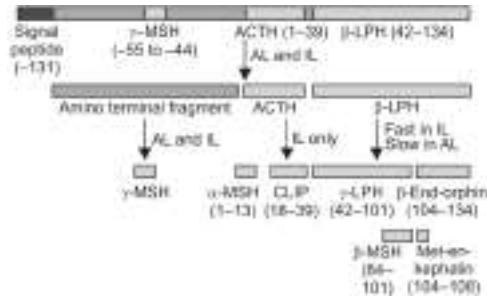 Signal
peptide
(–131)
γ–MSH
(–55 to –44)
ACTH (1–39)
β-LPH (42–134)
AL and IL
Amino terminal fragment
ACTH
β-LPH
AL and IL
IL only
Fast in IL
Slow in AL
γ-MSH
α-MSH
(1–13)
CLIP
(18–39)
γ-LPH
(42–101)
β-End-orphin
(104–134)
β-MSH
(84–
101)
Met-en-
kephalin
(104–108)